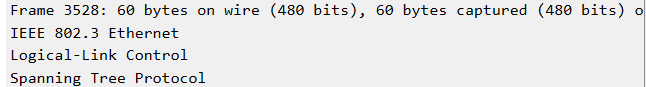 Frame 3528: 60 bytes on wire (480 bits), 60 bytes captured (480 bits) o
IEEE 802.3 Ethernet
Logical-Link Control
Spanning Tree Protocol